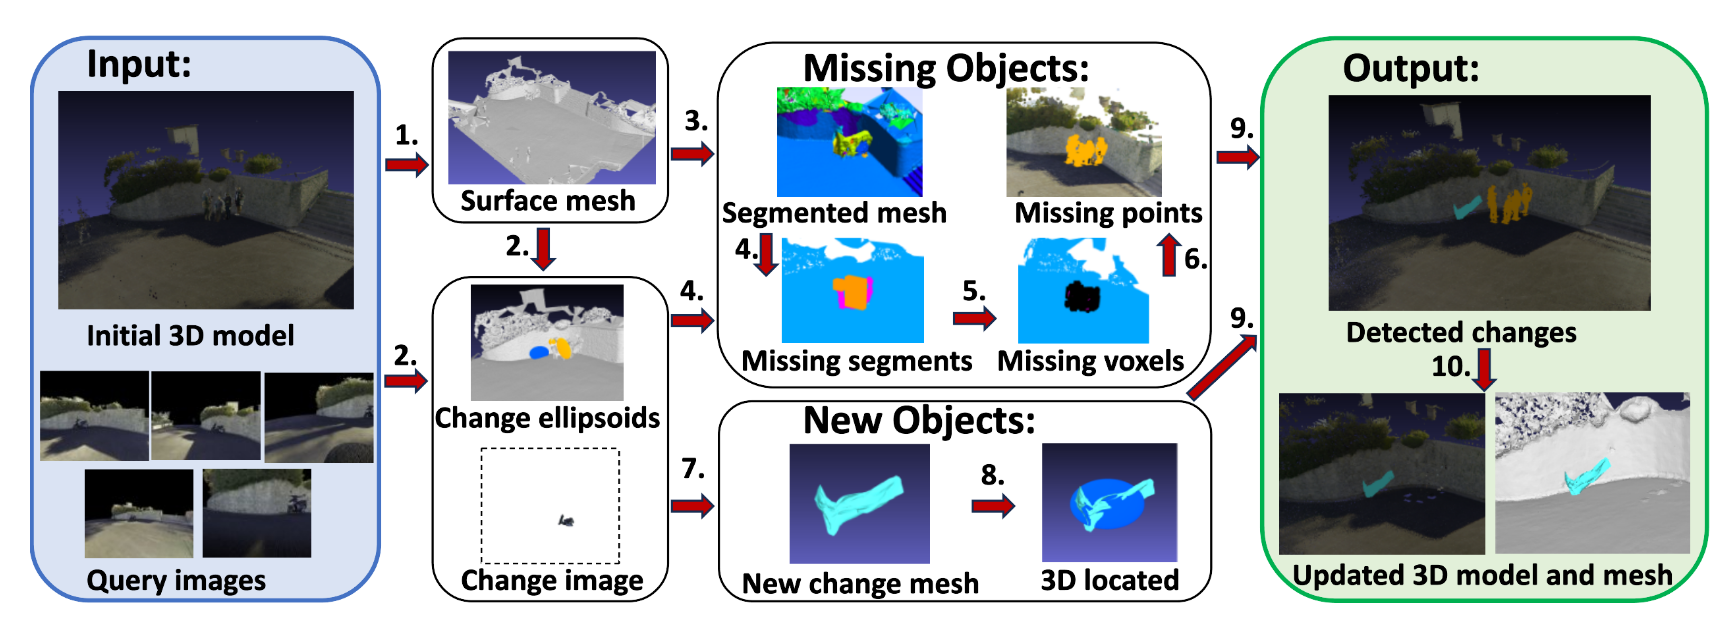 Input:
Initial 3D model
Query images
1.
2.
Surface mesh
2.
Change ellipsoids
Change image
3.
4.
7.
Missing Objects:
Segmented mesh
Missing points
4.
6.
5.
Missing segments
Missing voxels
New Objects:
8.
New change mesh
3D located
9.
9.
Output:
Detected changes
10.
Updated 3D model and mesh